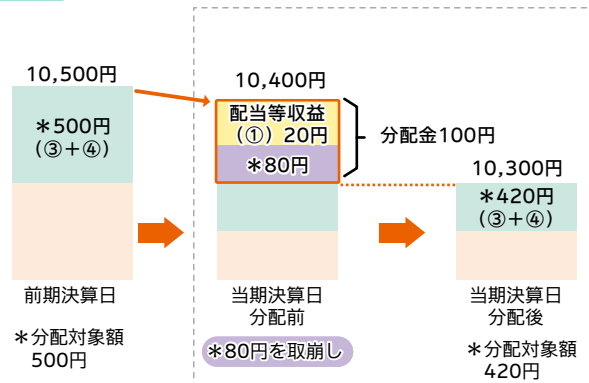 10,500円
＊500円
(③＋④)
前期決算日
＊分配対象額
500円
10,400円
配当等収益
(①) 20円
＊80円
分配金100円
当期決算日
分配前
＊80円を取崩し
10,300円
＊420円
(③＋④)
当期決算日
分配後
＊分配対象額
420円